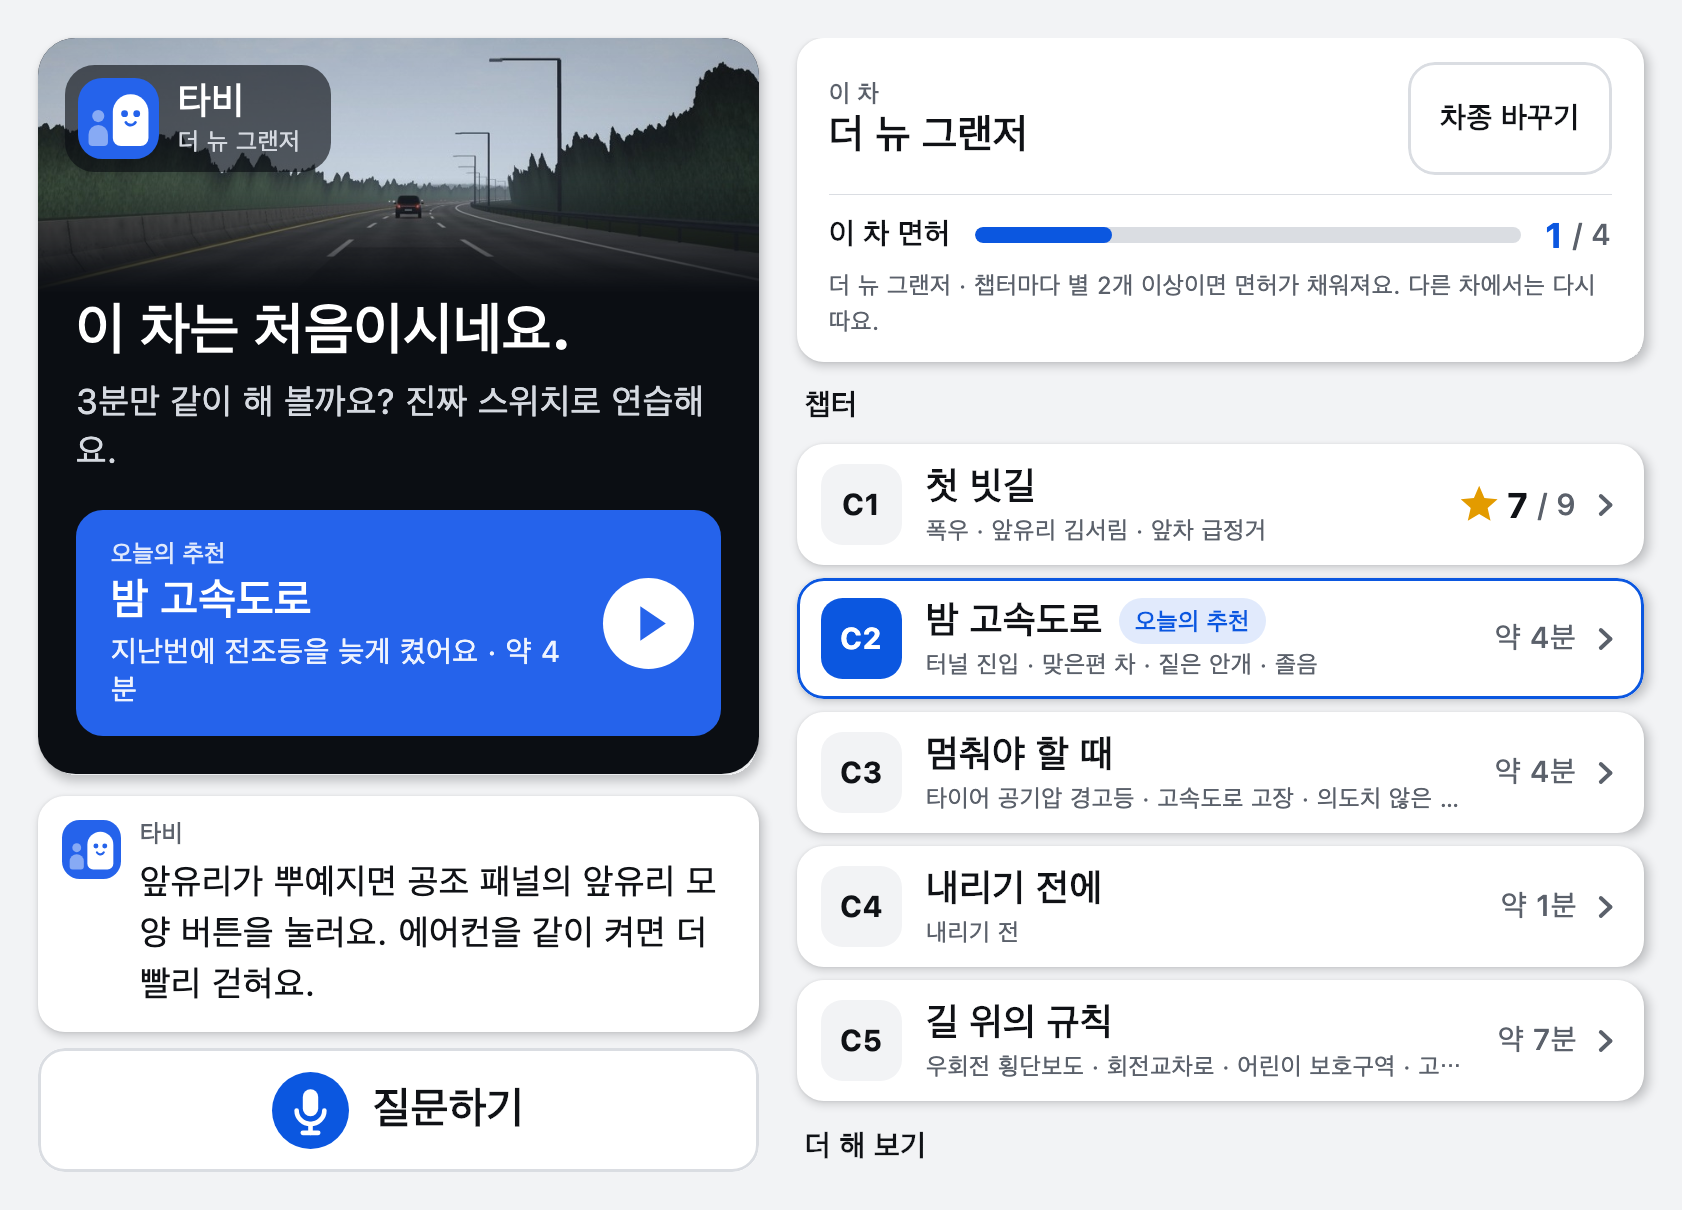 타비
더 뉴 그랜저
이 차는 처음이시네요.
3분만 같이 해 볼까요? 진짜 스위치로 연습해
요.
오늘의 추천
밤 고속도로
지난번에 전조등을 늦게 켰어요 · 약 4
분
타비
앞유리가 뿌예지면 공조 패널의 앞유리 모
양 버튼을 눌러요. 에어컨을 같이 켜면 더
빨리 걷혀요.
질문하기
이 차
더 뉴 그랜저
차종 바꾸기
이 차 면허
1 / 4
더 뉴 그랜저 · 챕터마다 별 2개 이상이면 면허가 채워져요. 다른 차에서는 다시
따요.
챕터
C1
첫 빗길
폭우 · 앞유리 김서림 · 앞차 급정거
7 / 9
C2
밤 고속도로
오늘의 추천
터널 진입 · 맞은편 차 · 짙은 안개 · 졸음
약 4분
C3
멈춰야 할 때
타이어 공기압 경고등 · 고속도로 고장 · 의도치 않은 ...
약 4분
C4
내리기 전에
내리기 전
약 1분
C5
길 위의 규칙
우회전 횡단보도 · 회전교차로 · 어린이 보호구역 · 고···
약 7분
더 해 보기